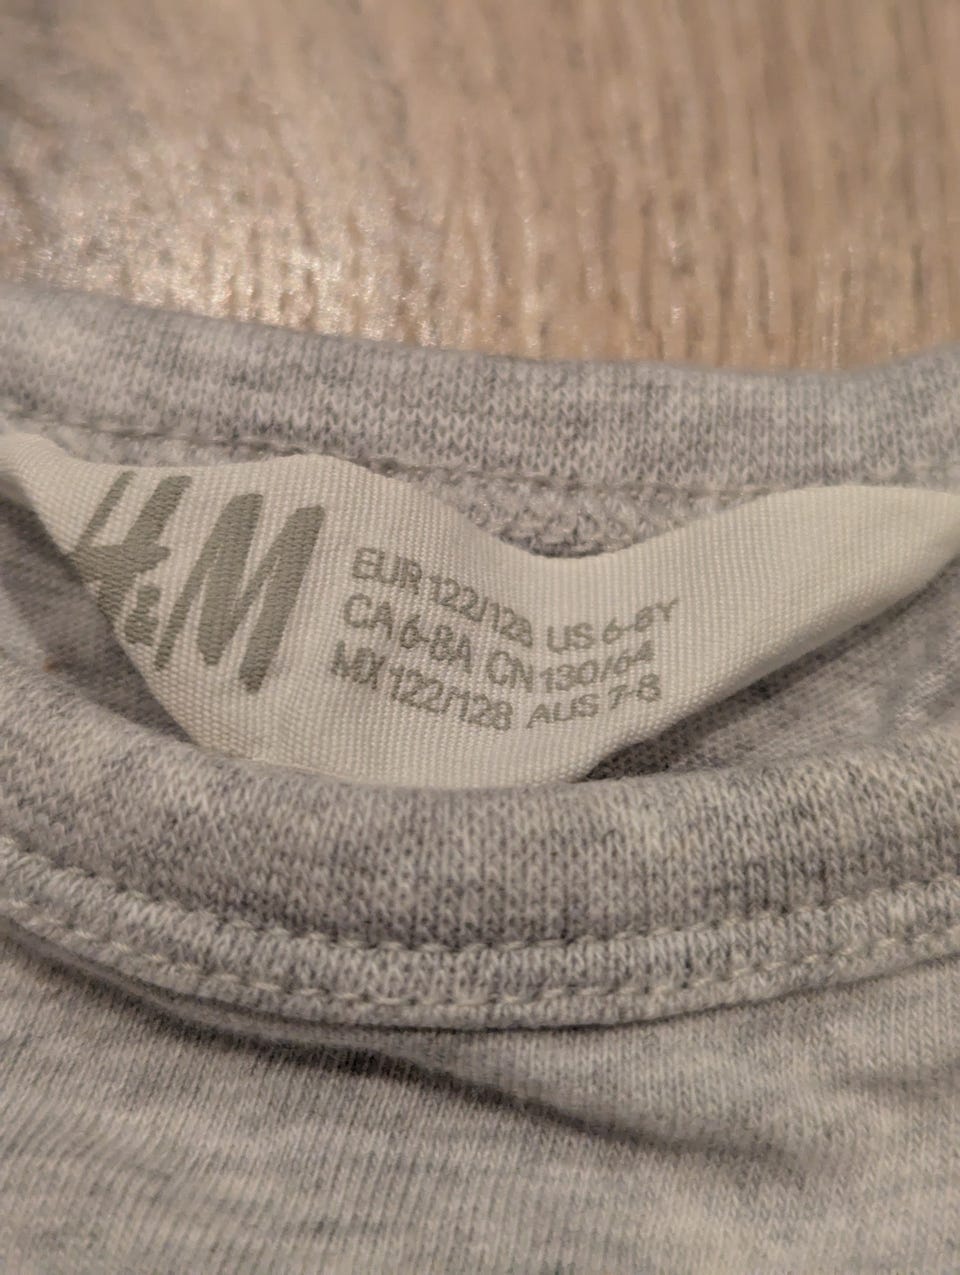 H&M
EUR 122/128 US 6-8Y
CA 6-8A CN 130/64
MX 122/128 AUS 7-8